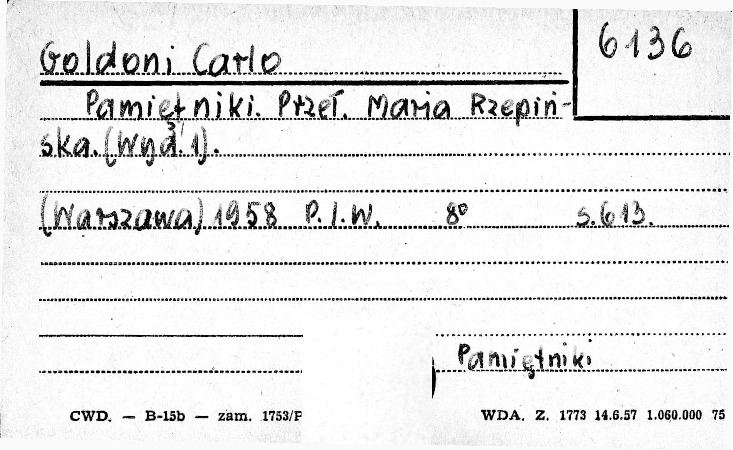 Goldoni Carlo
6136
Pamiętniki. Przeł. Maria Rzepiń-
ska. (Wyd. 1).
(Warszawa) 1958 P.I.W. 8° s. 613.
Pamiętniki
CWD. — B-15b — zam. 1753/P
WDA. Z. 1773 14.6.57 1.060.000 75